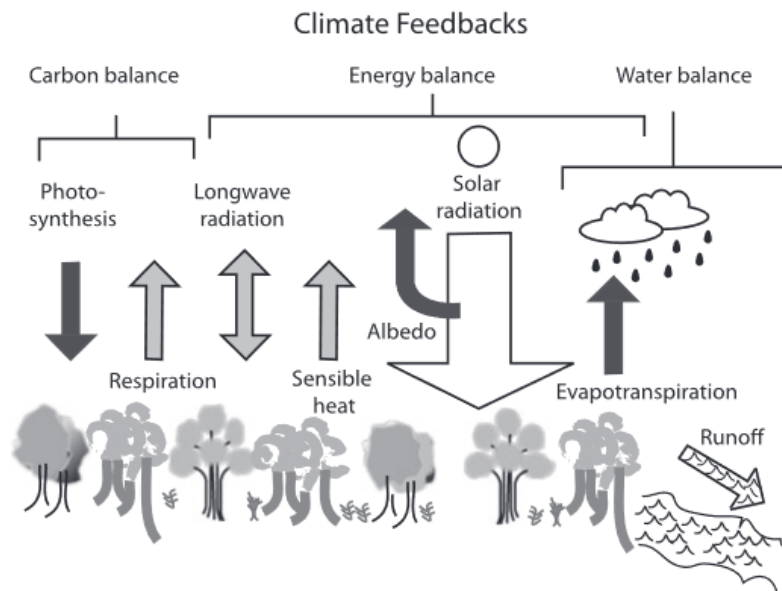 Climate Feedbacks
Carbon balance
Energy balance
Water balance
Photo-
synthesis
Longwave
radiation
Solar
radiation
Albedo
Respiration
Sensible
heat
Evapotranspiration
Runoff